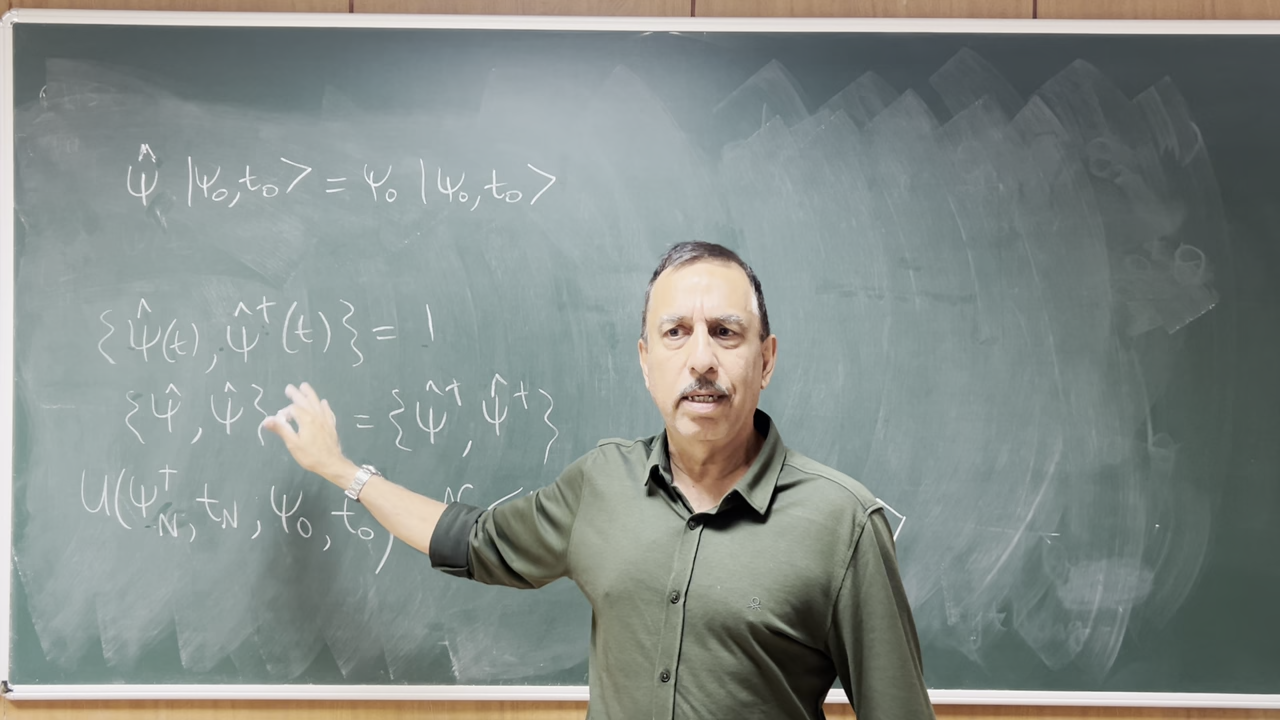 ψ̂ |ψ₀,t₀> = ψ₀ |ψ₀,t₀>
{ψ̂(t), ψ̂†(t)} = 1
{ψ̂, ψ̂} = {ψ̂†, ψ̂†}
U(ψ†_N, t_N; ψ₀, t₀)